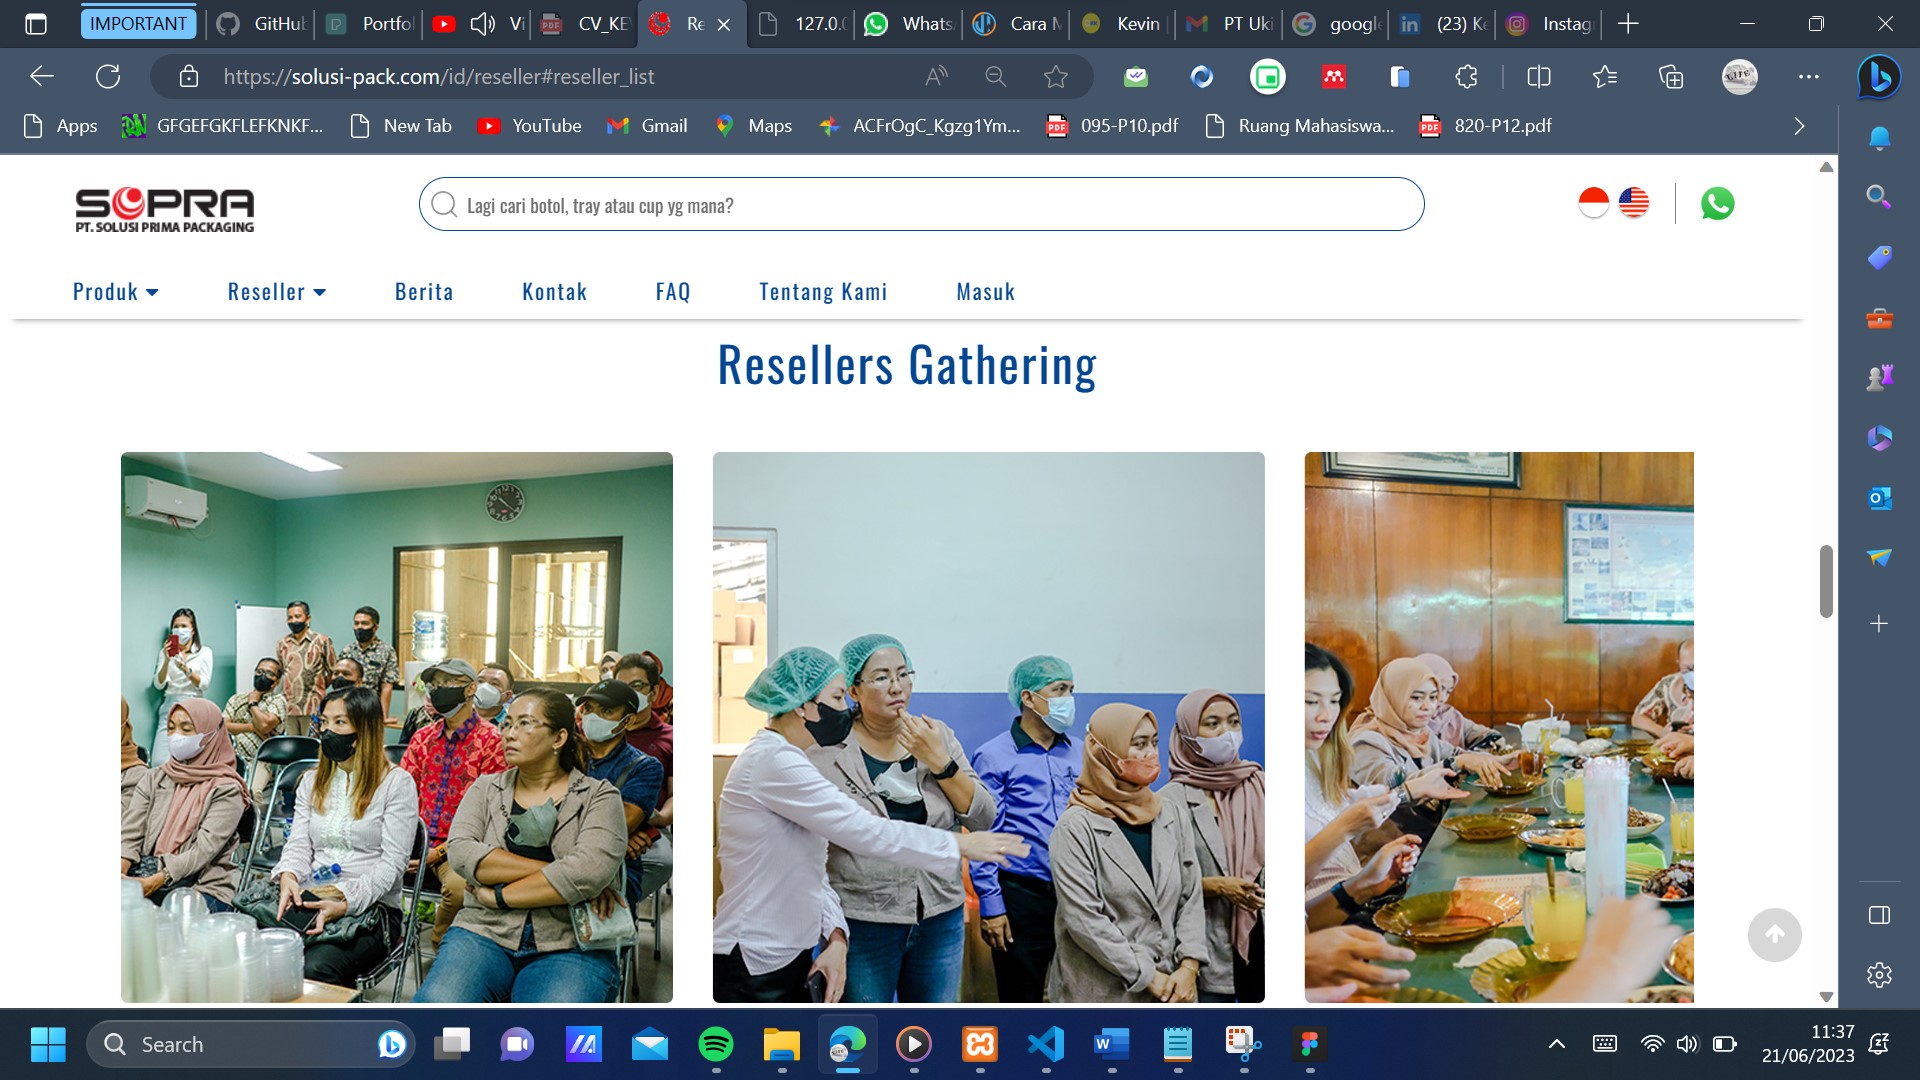 IMPORTANT
GitHub
Portfol
Vi
CV_KE
Re
127.0.0
Whats
Cara M
Kevin
PT Uki
google
(23) Ke
Instag
https://solusi-pack.com/id/reseller#reseller_list
Apps
GFGEFGKFLEFKNKF...
New Tab
YouTube
Gmail
Maps
ACFrOgC_Kgzg1Ym...
095-P10.pdf
Ruang Mahasiswa...
820-P12.pdf
SOPRA
PT. SOLUSI PRIMA PACKAGING
Lagi cari botol, tray atau cup yg mana?
Produk
Reseller
Berita
Kontak
FAQ
Tentang Kami
Masuk
Resellers Gathering
Search
11:37
21/06/2023